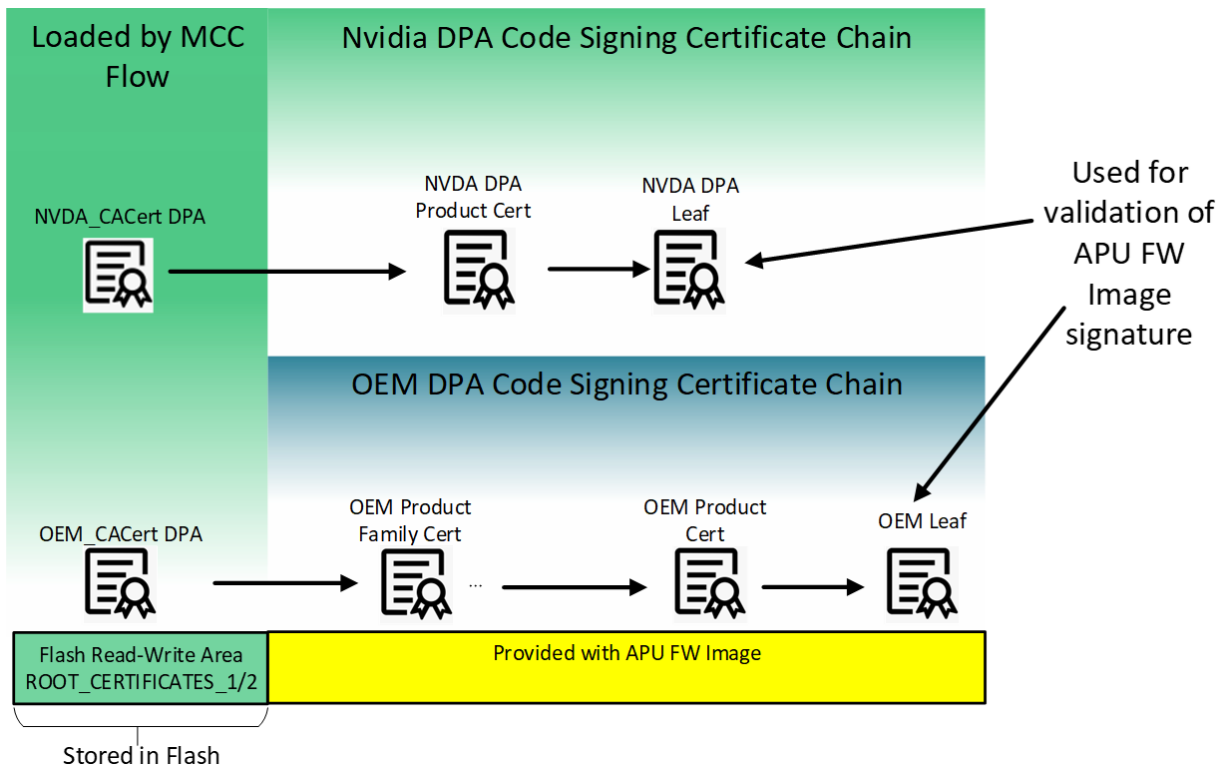 Loaded by MCC
Flow
Nvidia DPA Code Signing Certificate Chain
NVDA_CACert DPA
NVDA DPA
Product Cert
NVDA DPA
Leaf
Used for
validation of
APU FW
Image
signature
OEM DPA Code Signing Certificate Chain
OEM_CACert DPA
OEM Product
Family Cert
...
OEM Product
Cert
OEM Leaf
Flash Read-Write Area
ROOT_CERTIFICATES_1/2
Provided with APU FW Image
Stored in Flash